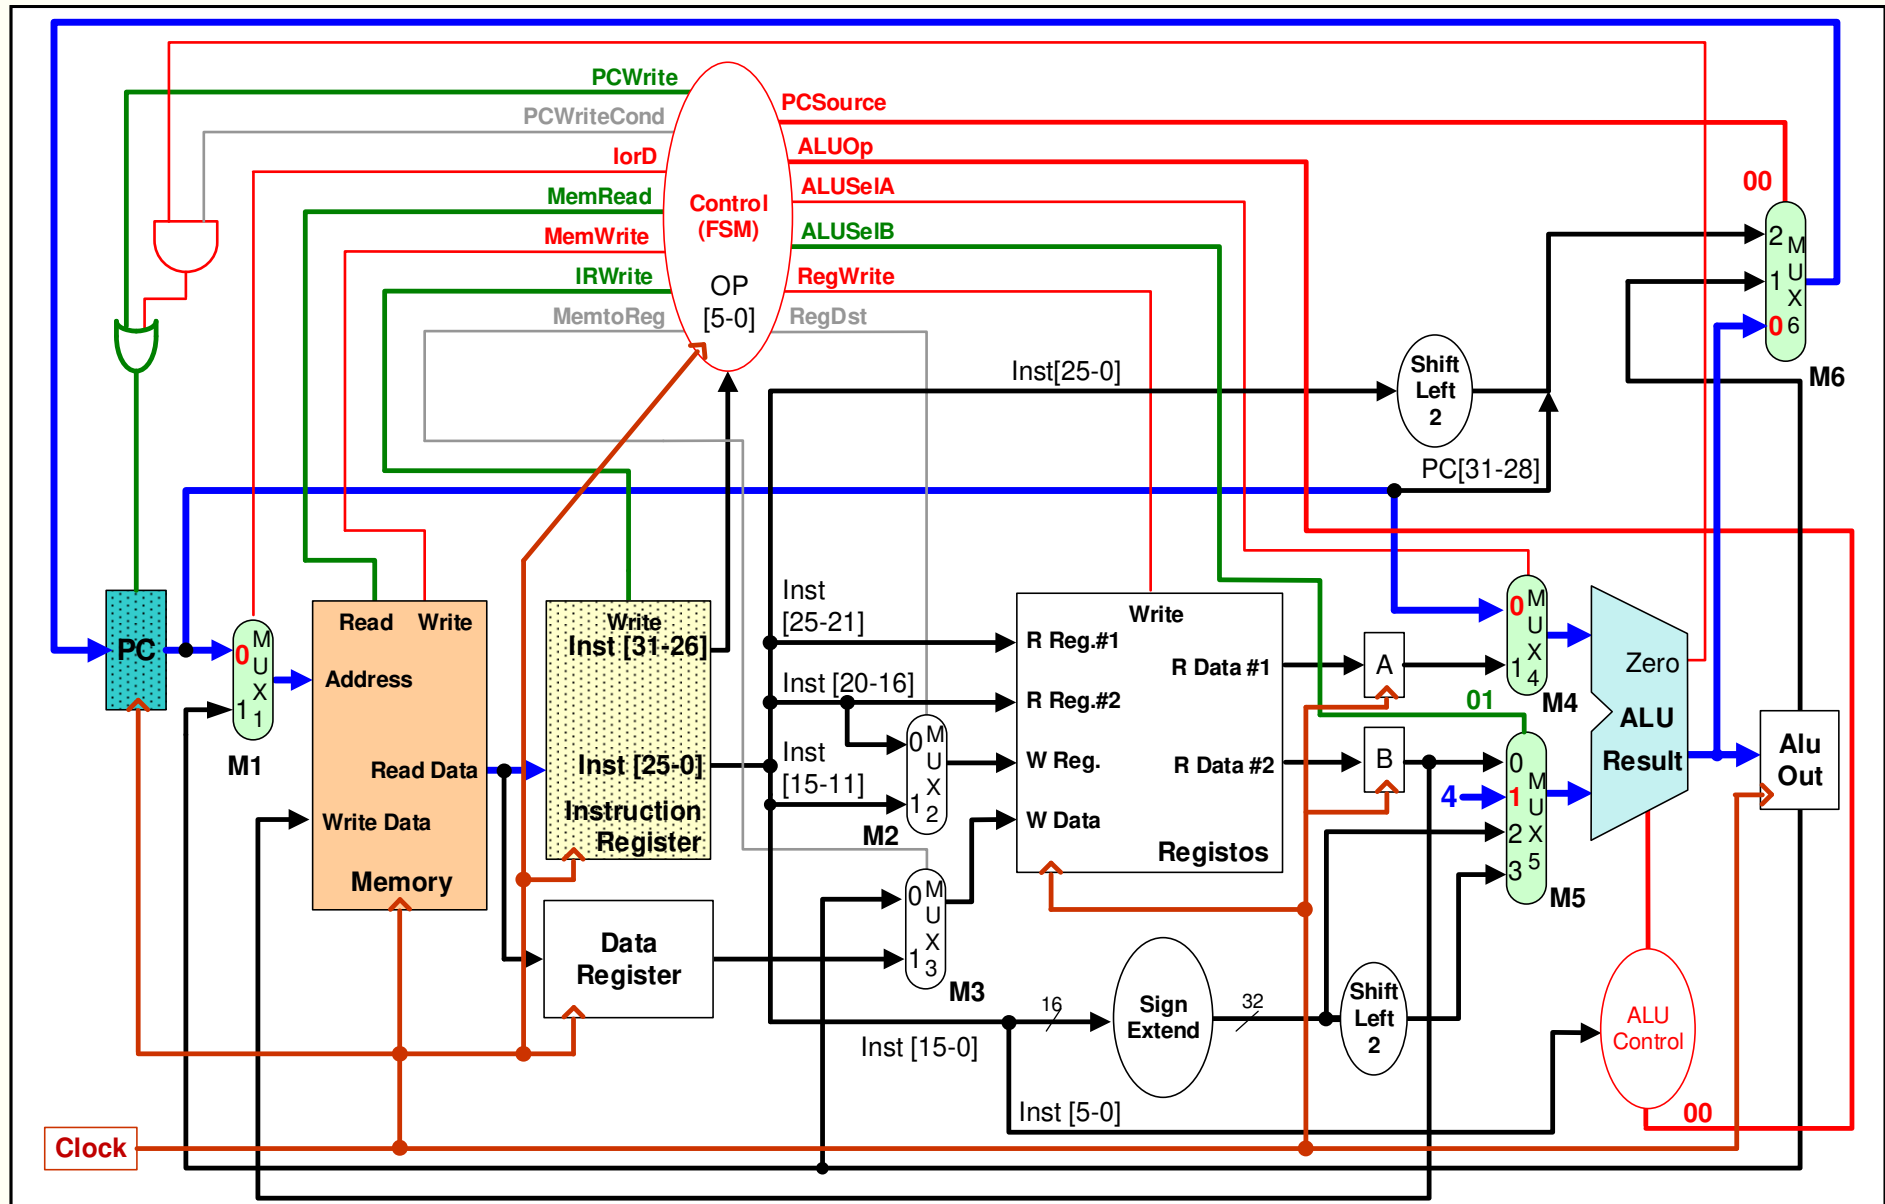 PCWrite
PCWriteCond
IorD
MemRead
MemWrite
IRWrite
MemtoReg
Control
(FSM)
OP
[5-0]
PCSource
ALUOp
ALUSelA
ALUSelB
RegWrite
RegDst
00
2
1
0
M
U
X
6
M6
Inst[25-0]
Shift
Left
2
PC[31-28]
PC
0
1
M
U
X
1
M1
Read
Write
Address
Read Data
Write Data
Memory
Write
Inst [31-26]
Inst [25-0]
Instruction
Register
Data
Register
Inst
[25-21]
Inst [20-16]
Inst
[15-11]
0
1
M
U
X
2
M2
0
1
M
U
X
3
M3
Write
R Reg.#1
R Reg.#2
W Reg.
W Data
R Data #1
R Data #2
Registos
A
B
01
0
1
M
U
X
4
M4
4
0
1
2
3
M
U
X
5
M5
Zero
ALU
Result
Alu
Out
Inst [15-0]
16
Sign
Extend
32
Shift
Left
2
ALU
Control
Inst [5-0]
00
Clock